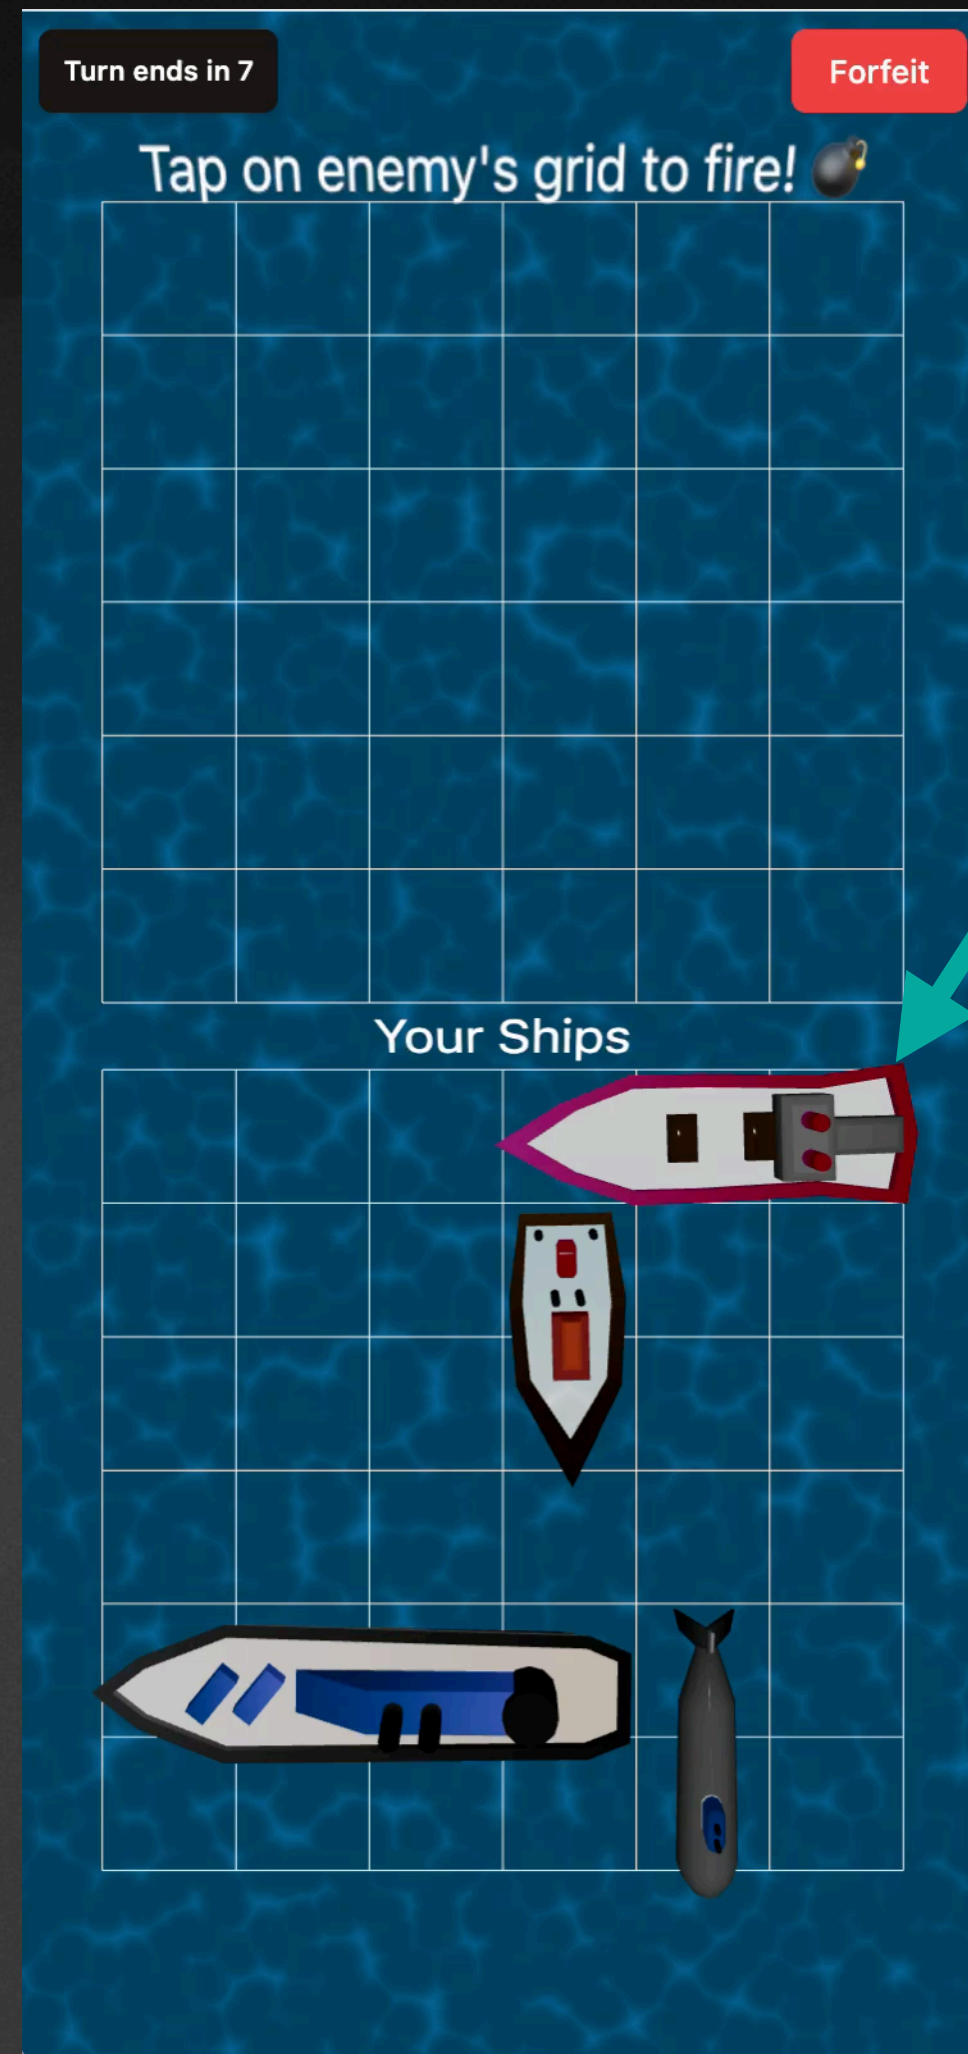 Turn ends in 7
Forfeit
Tap on enemy's grid to fire! 💣
Your Ships